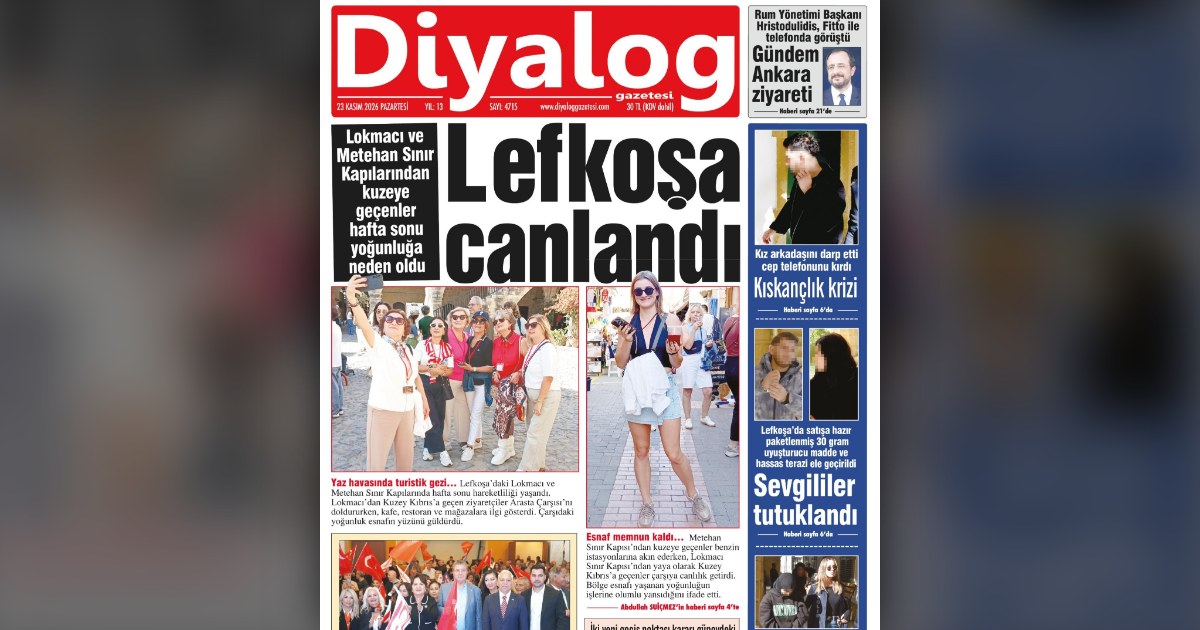 Diyalog
gazetesi
23 KASIM 2026 PAZARTESİ YIL: 13 SAYI: 4715 www.diyaloggazetesi.com 30 TL (KDV dahil)
Rum Yönetimi Başkanı
Hristodulidis, Fitto ile
telefonda görüştü
Gündem
Ankara
ziyareti
Haberi sayfa 21'de
Lokmacı ve
Metehan Sınır
Kapılarından
kuzeye
geçenler
hafta sonu
yoğunluğa
neden oldu
Lefkoşa
canlandı
Yaz havasında turistik gezi... Lefkoşa'daki Lokmacı ve
Metehan Sınır Kapılarında hafta sonu hareketliliği yaşandı.
Lokmacı'dan Kuzey Kıbrıs'a geçen ziyaretçiler Arasta Çarşısı'nı
doldururken, kafe, restoran ve mağazalara ilgi gösterdi. Çarşıdaki
yoğunluk esnafın yüzünü güldürdü.
Esnaf memnun kaldı... Metehan
Sınır Kapısı'ndan kuzeye geçenler benzin
istasyonlarına akın ederken, Lokmacı
Sınır Kapısı'ndan yaya olarak Kuzey
Kıbrıs'a geçenler çarşıya canlılık getirdi.
Bölge esnafı yaşanan yoğunluğun
işlerine olumlu yansıdığını ifade etti.
Abdullah SUİÇMEZ'in haberi sayfa 4'te
Kız arkadaşını darp etti
cep telefonunu kırdı
Kıskançlık krizi
Haberi sayfa 6'da
Lefkoşa'da satışa hazır
paketlenmiş 30 gram
uyuşturucu madde ve
hassas terazi ele geçirildi
Sevgililer
tutuklandı
Haberi sayfa 6'da
İki yeni geçiş noktası kararı güneydeki